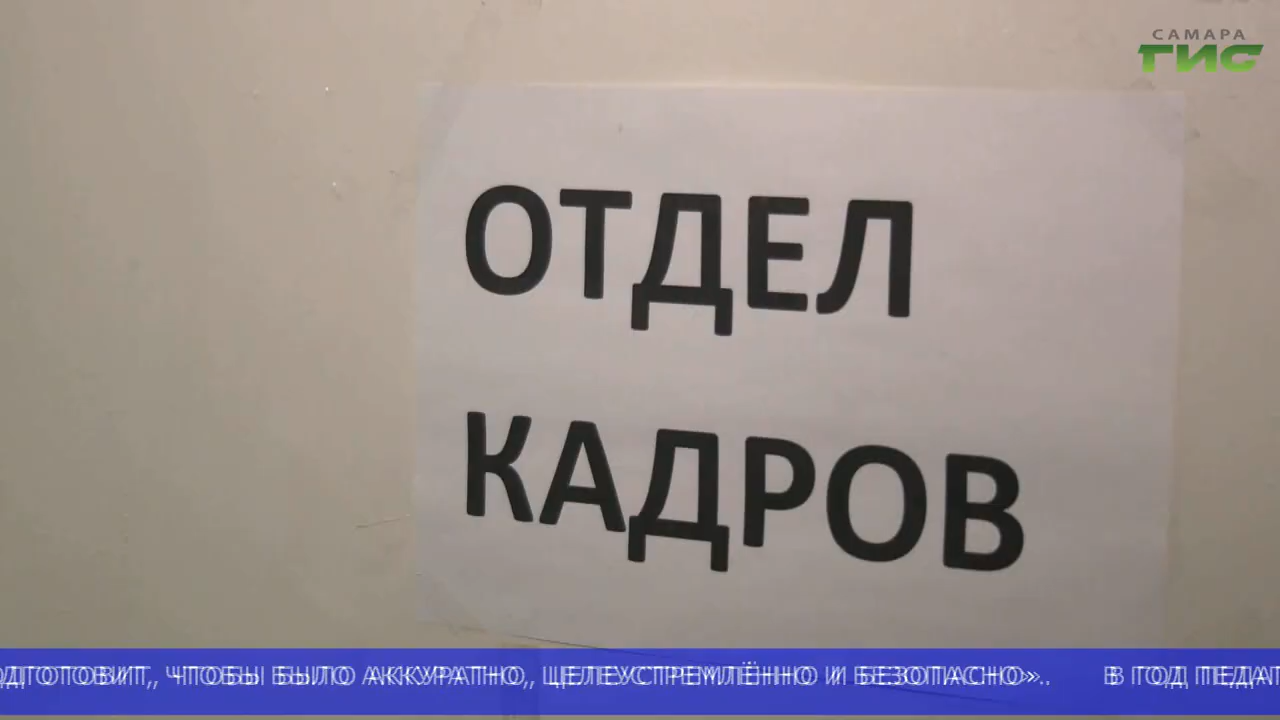 САМАРА
ГИС
ОТДЕЛ
КАДРОВ
ЧТОБЫ БЫЛО АККУРАТНО, ЦЕЛЕУСТРЕМЛЁННО И БЕЗОПАСНО». В ГОД